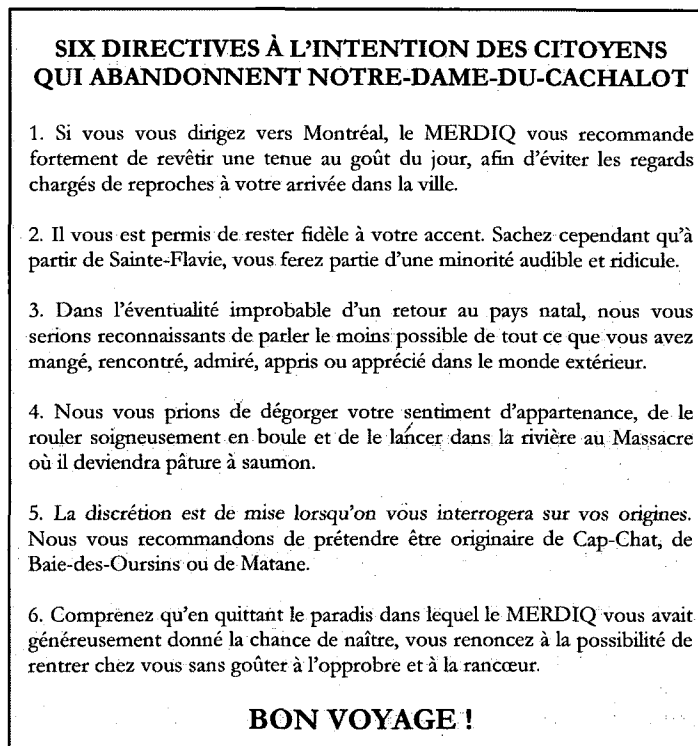 SIX DIRECTIVES À L'INTENTION DES CITOYENS
QUI ABANDONNENT NOTRE-DAME-DU-CACHALOT
1. Si vous vous dirigez vers Montréal, le MERDIQ vous recommande
fortement de revêtir une tenue au goût du jour, afin d'éviter les regards
chargés de reproches à votre arrivée dans la ville.
2. Il vous est permis de rester fidèle à votre accent. Sachez cependant qu'à
partir de Sainte-Flavie, vous ferez partie d'une minorité audible et ridicule.
3. Dans l'éventualité improbable d'un retour au pays natal, nous vous
serions reconnaissants de parler le moins possible de tout ce que vous avez
mangé, rencontré, admiré, appris ou apprécié dans le monde extérieur.
4. Nous vous prions de dégorger votre sentiment d'appartenance, de le
rouler soigneusement en boule et de le lancer dans la rivière au Massacre
où il deviendra pâture à saumon.
5. La discrétion est de mise lorsqu'on vous interrogera sur vos origines.
Nous vous recommandons de prétendre être originaire de Cap-Chat, de
Baie-des-Oursins ou de Matane.
6. Comprenez qu'en quittant le paradis dans lequel le MERDIQ vous avait
généreusement donné la chance de naître, vous renoncez à la possibilité de
rentrer chez vous sans goûter à l'opprobre et à la rancœur.
BON VOYAGE !